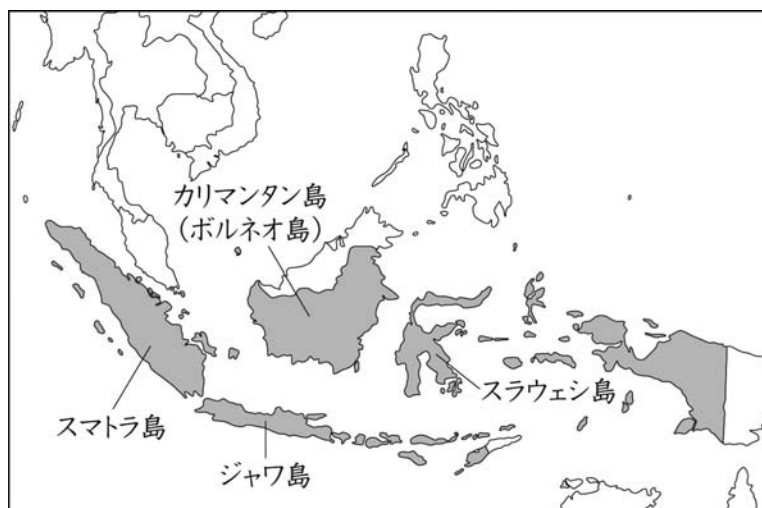 カリマンタン島
（ボルネオ島）
スラウェシ島
スマトラ島
ジャワ島